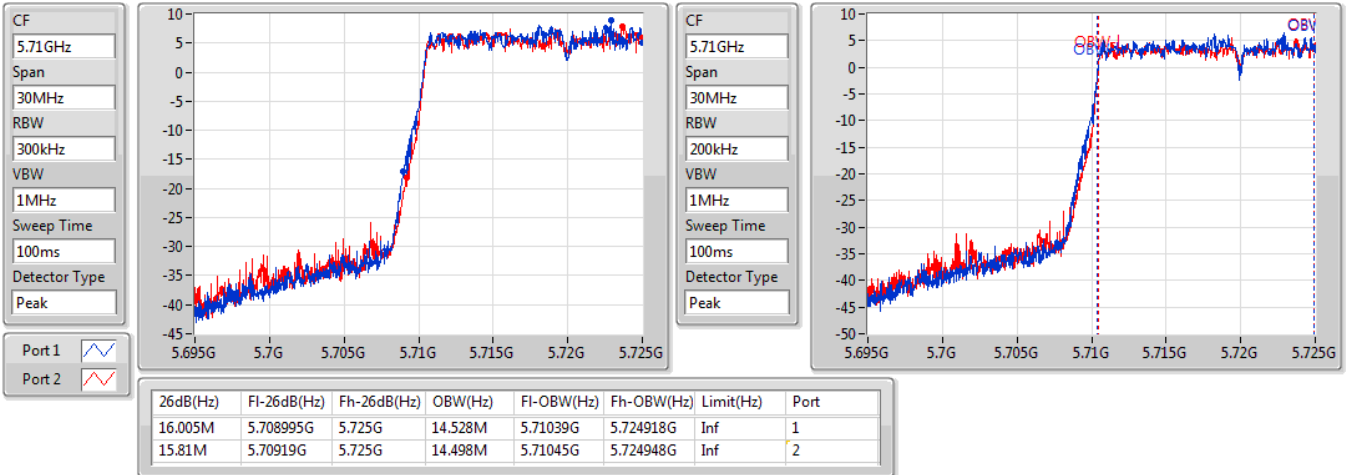 CF
5.71GHz
Span
30MHz
RBW
300kHz
VBW
1MHz
Sweep Time
100ms
Detector Type
Peak
10
5
0
-5
-10
-15
-20
-25
-30
-35
-40
-45
5.695G 5.7G 5.705G 5.71G 5.715G 5.72G 5.725G
CF
5.71GHz
Span
30MHz
RBW
200kHz
VBW
1MHz
Sweep Time
100ms
Detector Type
Peak
10
5
0
-5
-10
-15
-20
-25
-30
-35
-40
-45
-50
5.695G 5.7G 5.705G 5.71G 5.715G 5.72G 5.725G
OBW
OBW
Port 1
Port 2
26dB(Hz) Fl-26dB(Hz) Fh-26dB(Hz) OBW(Hz) Fl-OBW(Hz) Fh-OBW(Hz) Limit(Hz) Port
16.005M 5.708995G 5.725G 14.528M 5.71039G 5.724918G Inf 1
15.81M 5.70919G 5.725G 14.498M 5.71045G 5.724948G Inf 2